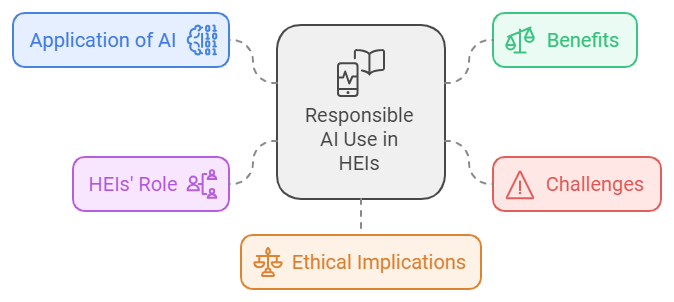 Application of AI
Benefits
Responsible
AI Use in
HEIs
HEIs' Role
Challenges
Ethical Implications